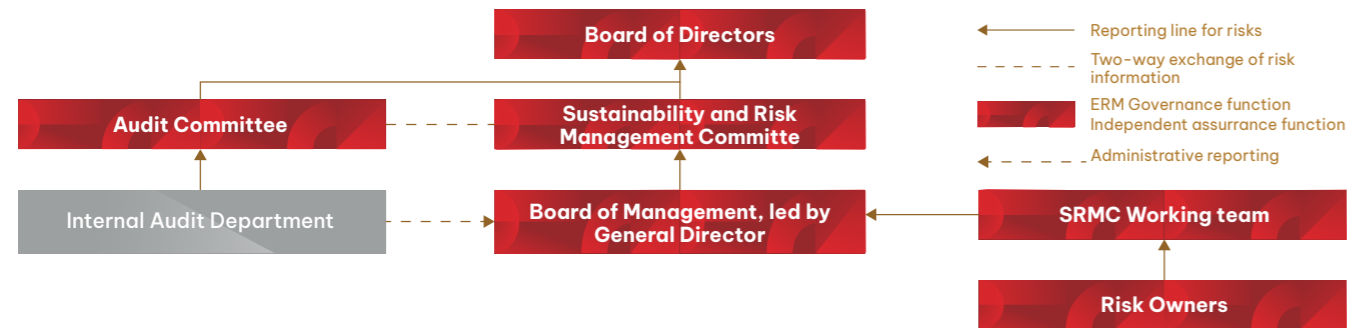 Board of Directors
Reporting line for risks
Two-way exchange of risk
information
Audit Committee
Sustainability and Risk
Management Committe
ERM Governance function
Independent assurrance function
Administrative reporting
Internal Audit Department
Board of Management, led by
General Director
SRMC Working team
Risk Owners